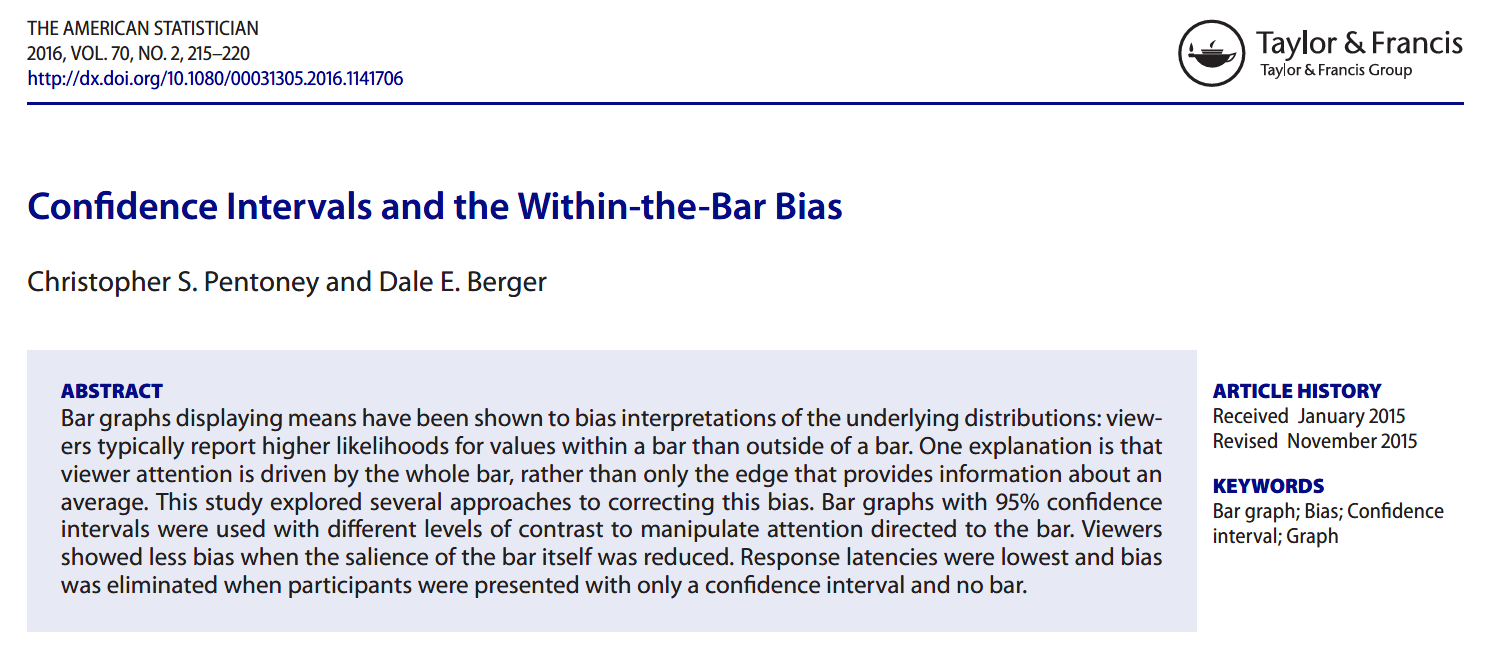 THE AMERICAN STATISTICIAN
2016, VOL. 70, NO. 2, 215–220
http://dx.doi.org/10.1080/00031305.2016.1141706
Taylor & Francis
Taylor & Francis Group
Confidence Intervals and the Within-the-Bar Bias
Christopher S. Pentoney and Dale E. Berger
ABSTRACT
Bar graphs displaying means have been shown to bias interpretations of the underlying distributions: view-
ers typically report higher likelihoods for values within a bar than outside of a bar. One explanation is that
viewer attention is driven by the whole bar, rather than only the edge that provides information about an
average. This study explored several approaches to correcting this bias. Bar graphs with 95% confidence
intervals were used with different levels of contrast to manipulate attention directed to the bar. Viewers
showed less bias when the salience of the bar itself was reduced. Response latencies were lowest and bias
was eliminated when participants were presented with only a confidence interval and no bar.
ARTICLE HISTORY
Received January 2015
Revised November 2015
KEYWORDS
Bar graph; Bias; Confidence
interval; Graph